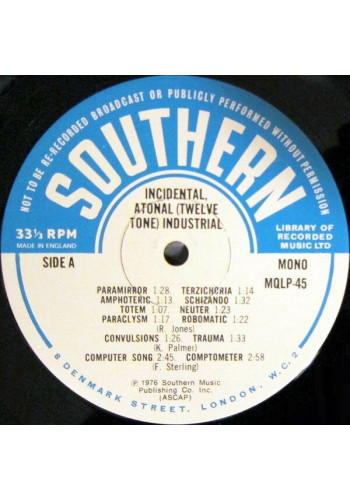 NOT TO BE RE-RECORDED BROADCAST OR PUBLICLY PERFORMED WITHOUT PERMISSION
SOUTHERN
INCIDENTAL,
ATONAL (TWELVE
TONE) INDUSTRIAL
33⅓ RPM
MADE IN ENGLAND
LIBRARY OF
RECORDED
MUSIC LTD
SIDE A
MONO
MQLP-45
PARAMIRROR 1·28. TERZICHORIA 1·14
AMPHOTERIC 1·13. SCHIZANDO 1·32
TOTEM 1·07. NEUTER 1·23
PARACLYSM 1·17. ROBOMATIC 1·22
(R. Jones)
CONVULSIONS 1·26. TRAUMA 1·33
(K. Palmer)
COMPUTER SONG 2·45. COMPTOMETER 2·58
(F. Sterling)
℗ 1976 Southern Music
Publishing Co. Inc.
(ASCAP)
8 DENMARK STREET, LONDON, W.C.2